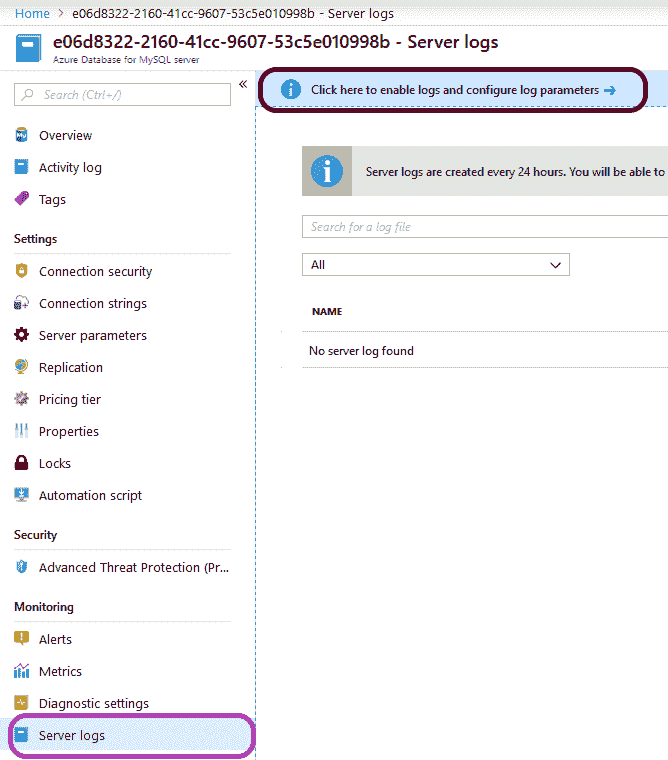 Home > e06d8322-2160-41cc-9607-53c5e010998b - Server logs
e06d8322-2160-41cc-9607-53c5e010998b - Server logs
Azure Database for MySQL server
Search (Ctrl+/)
«
Overview
Activity log
Tags
Settings
Connection security
Connection strings
Server parameters
Replication
Pricing tier
Properties
Locks
Automation script
Security
Advanced Threat Protection (Pr...
Monitoring
Alerts
Metrics
Diagnostic settings
Server logs
Click here to enable logs and configure log parameters →
Server logs are created every 24 hours. You will be able to
Search for a log file
All
NAME
No server log found